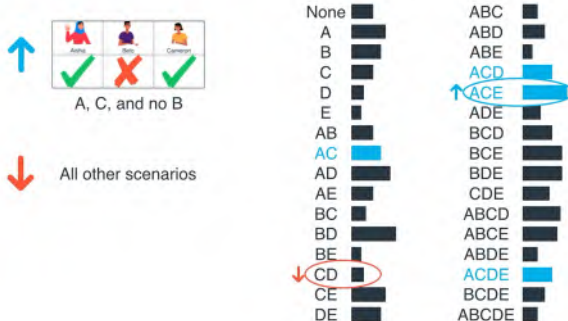 Aisha Beto Cameron
A, C, and no B
All other scenarios
None
A
B
C
D
E
AB
AC
AD
AE
BC
BD
BE
CD
CE
DE
ABC
ABD
ABE
ACD
ACE
ADE
BCD
BCE
BDE
CDE
ABCD
ABCE
ABDE
ACDE
BCDE
ABCDE